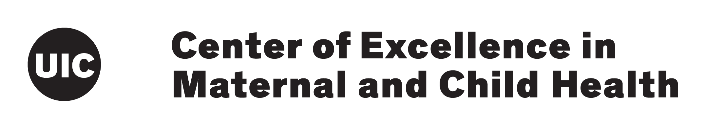 UIC
Center of Excellence in
Maternal and Child Health